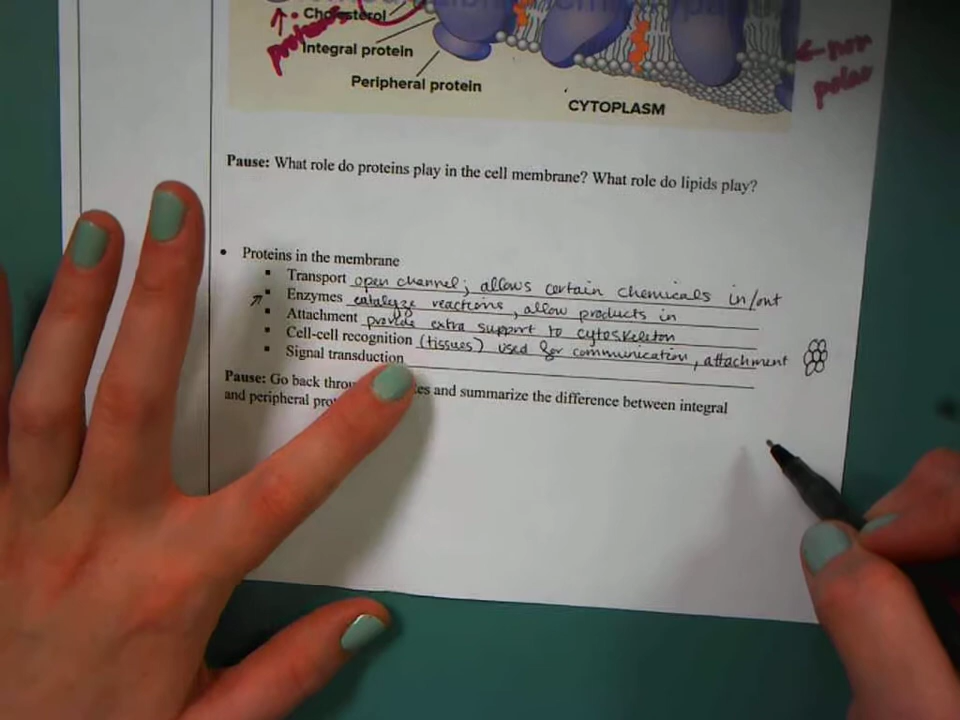 Cholesterol
proteins
Integral protein
Peripheral protein
CYTOPLASM
←non
polar
Pause: What role do proteins play in the cell membrane? What role do lipids play?
• Proteins in the membrane
▪ Transport open channel; allows certain chemicals in/out
▪ Enzymes catalyze reactions, allow products in
▪ Attachment provide extra support to cytoskeleton
▪ Cell-cell recognition (tissues) used for communication, attachment
▪ Signal transduction
Pause: Go back and summarize the difference between integral
and peripheral